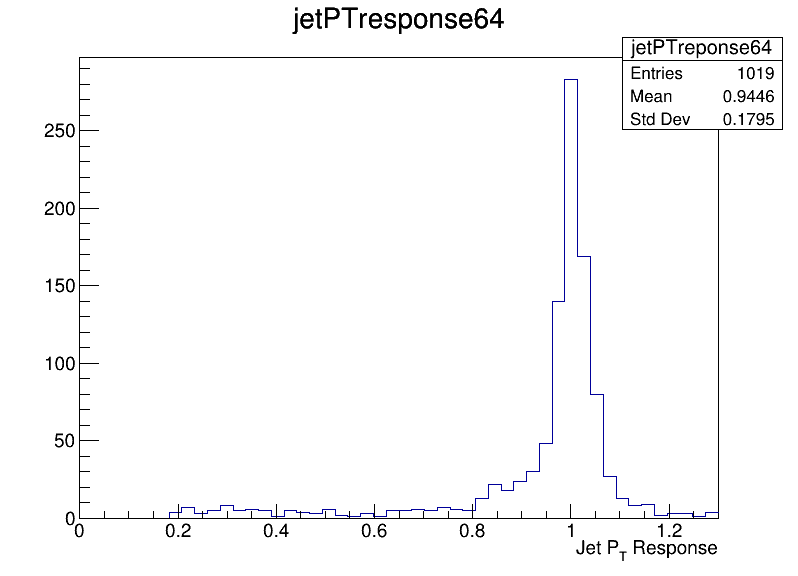 jetPTresponse64
jetPTreponse64
Entries 1019
Mean 0.9446
Std Dev 0.1795
250
200
150
100
50
0
0 0.2 0.4 0.6 0.8 1 1.2
Jet PT Response